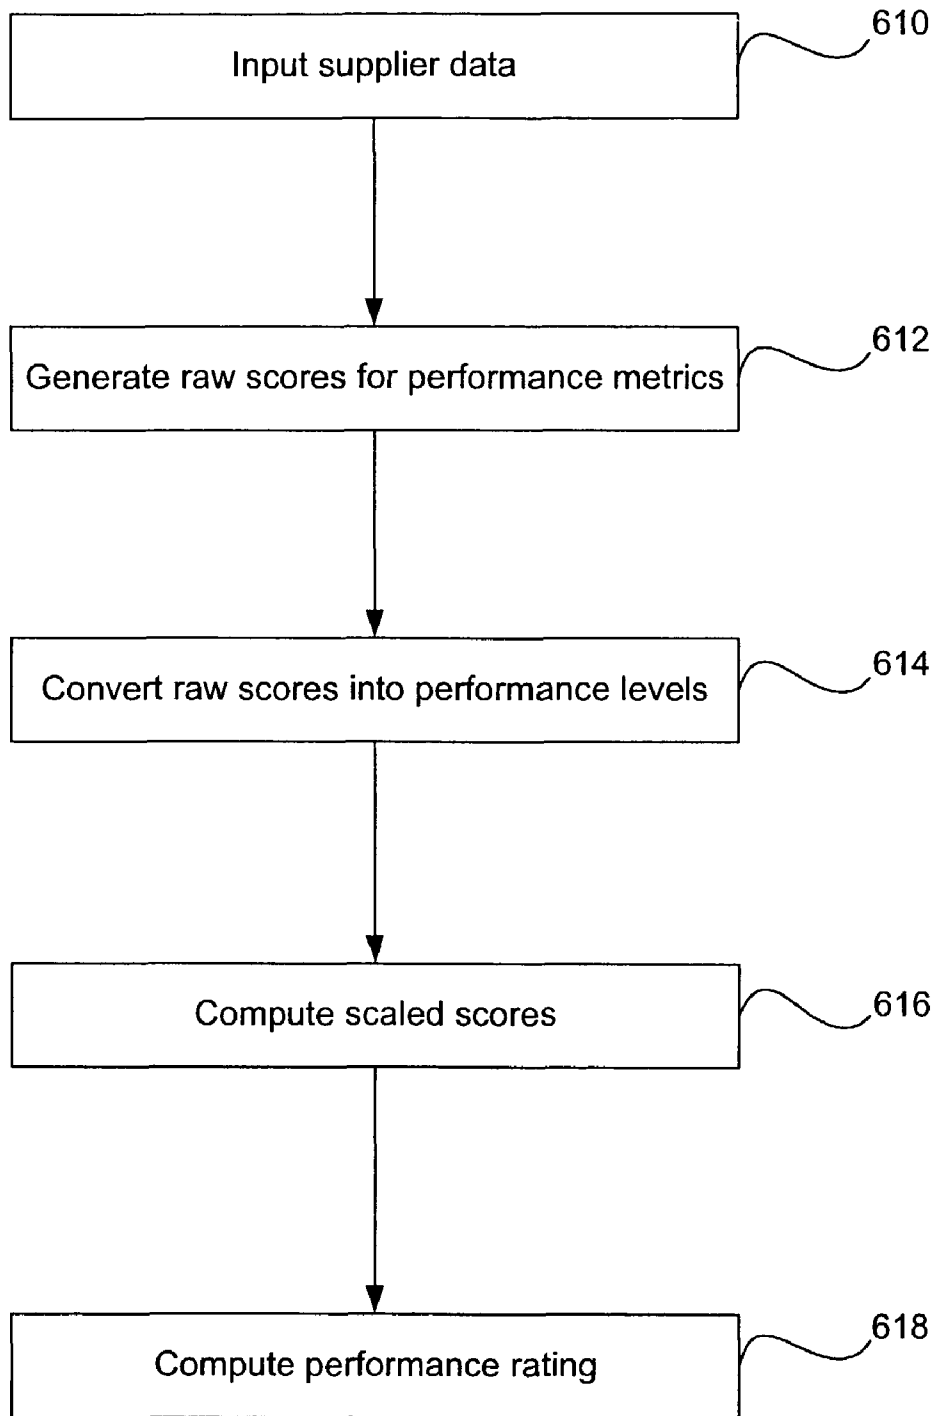 610
Input supplier data
612
Generate raw scores for performance metrics
614
Convert raw scores into performance levels
616
Compute scaled scores
618
Compute performance rating